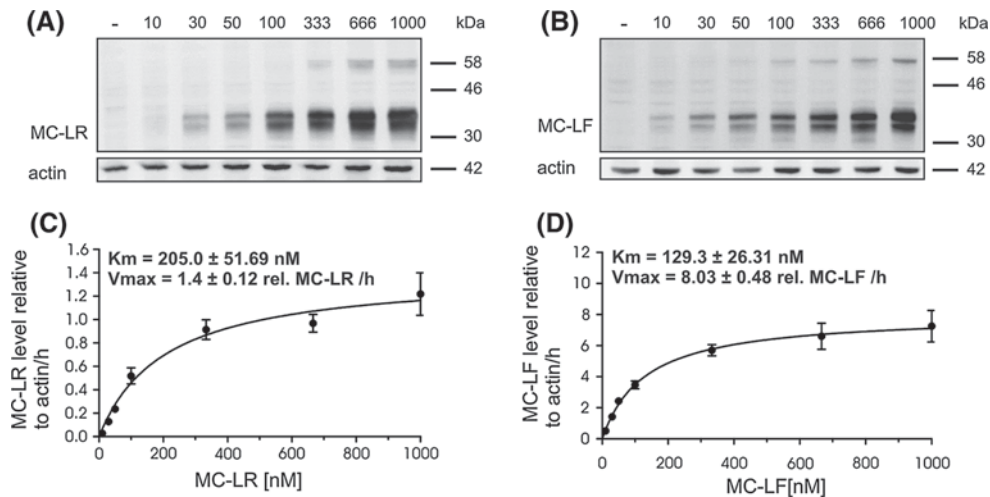 (A)
- 10 30 50 100 333 666 1000 kDa
58
46
MC-LR
30
actin
42
(B)
- 10 30 50 100 333 666 1000 kDa
58
46
MC-LF
30
actin
42
(C)
Km = 205.0 ± 51.69 nM
Vmax = 1.4 ± 0.12 rel. MC-LR /h
MC-LR level relative
to actin/h
1.6
1.4
1.2
1.0
0.8
0.6
0.4
0.2
0.0
0 200 400 600 800 1000
MC-LR [nM]
(D)
Km = 129.3 ± 26.31 nM
Vmax = 8.03 ± 0.48 rel. MC-LF /h
MC-LF level relative
to actin/h
12
10
8
6
4
2
0
0 200 400 600 800 1000
MC-LF[nM]